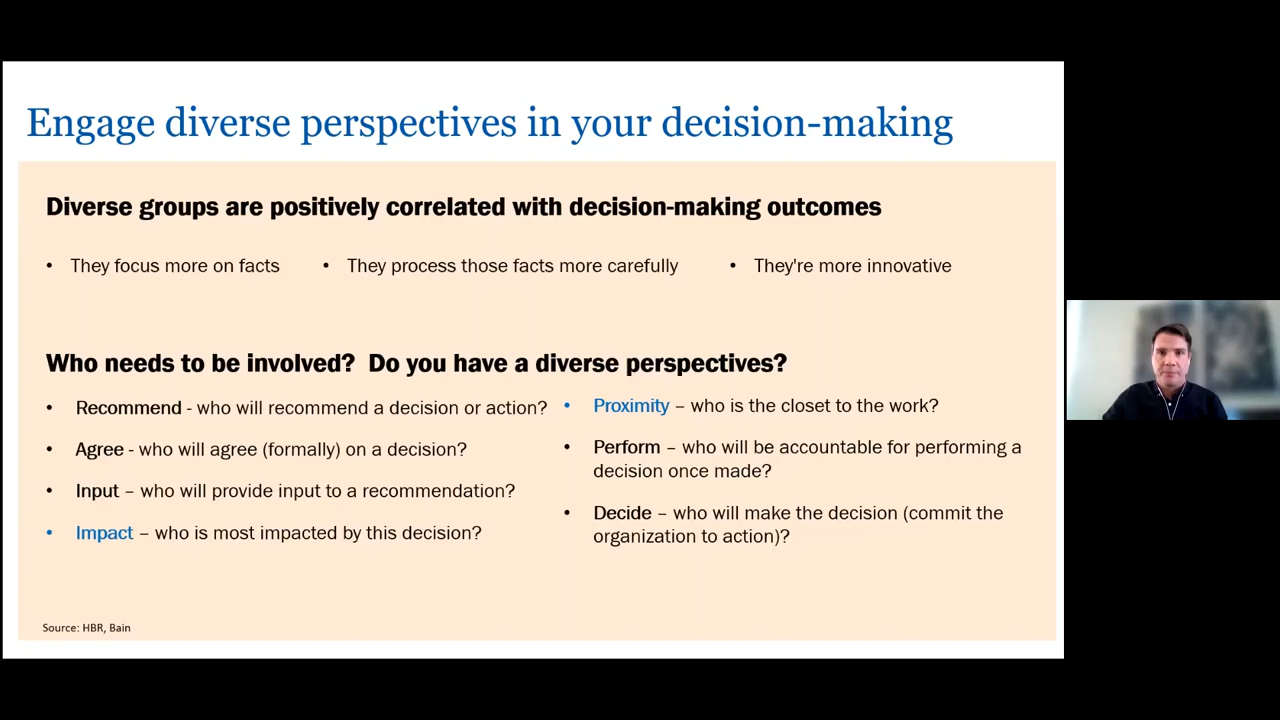 Engage diverse perspectives in your decision-making
Diverse groups are positively correlated with decision-making outcomes
• They focus more on facts
• They process those facts more carefully
• They're more innovative
Who needs to be involved? Do you have a diverse perspectives?
• Recommend - who will recommend a decision or action?
• Agree - who will agree (formally) on a decision?
• Input – who will provide input to a recommendation?
• Impact – who is most impacted by this decision?
• Proximity – who is the closet to the work?
• Perform – who will be accountable for performing a
decision once made?
• Decide – who will make the decision (commit the
organization to action)?
Source: HBR, Bain